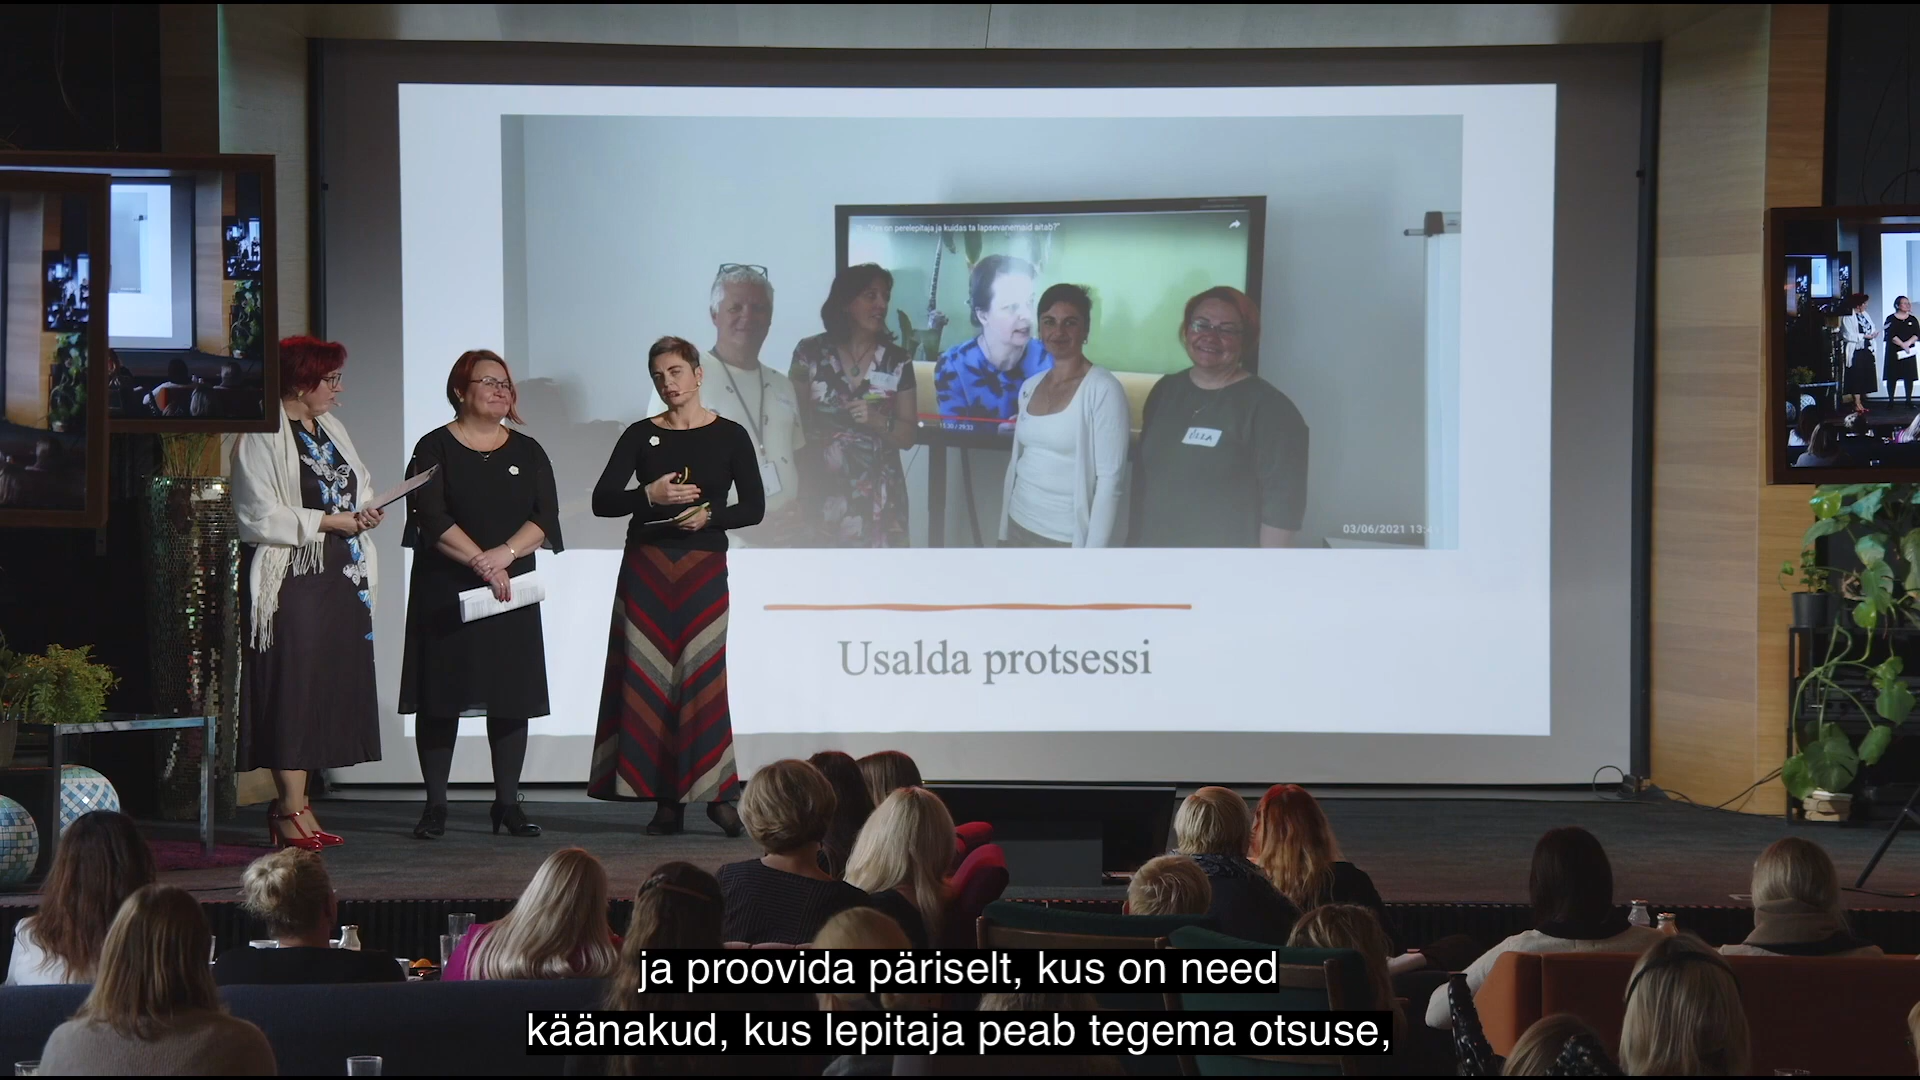 "Kes on perelepitaja ja kuidas ta lapsevanemaid aitab?"
03/06/2021 13:4
Usalda protsessi
ja proovida päriselt, kus on need
käänakud, kus lepitaja peab tegema otsuse,